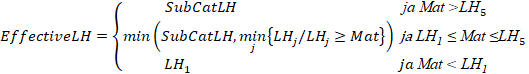 SubCatLH ja Mat >LH₅
EffectiveLH = { min (SubCatLH, min_j{LH_j/LH_j ≥ Mat}) ja LH₁ ≤ Mat ≤LH₅
LH₁ ja Mat < LH₁